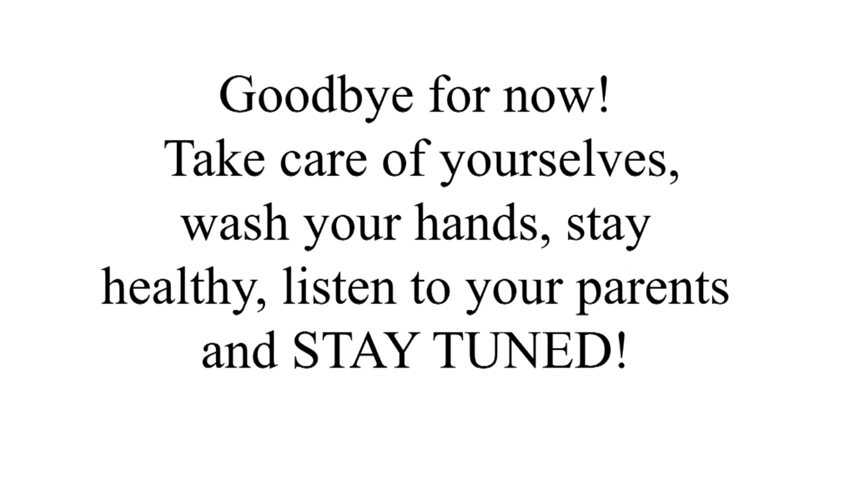 Goodbye for now!
Take care of yourselves,
wash your hands, stay
healthy, listen to your parents
and STAY TUNED!